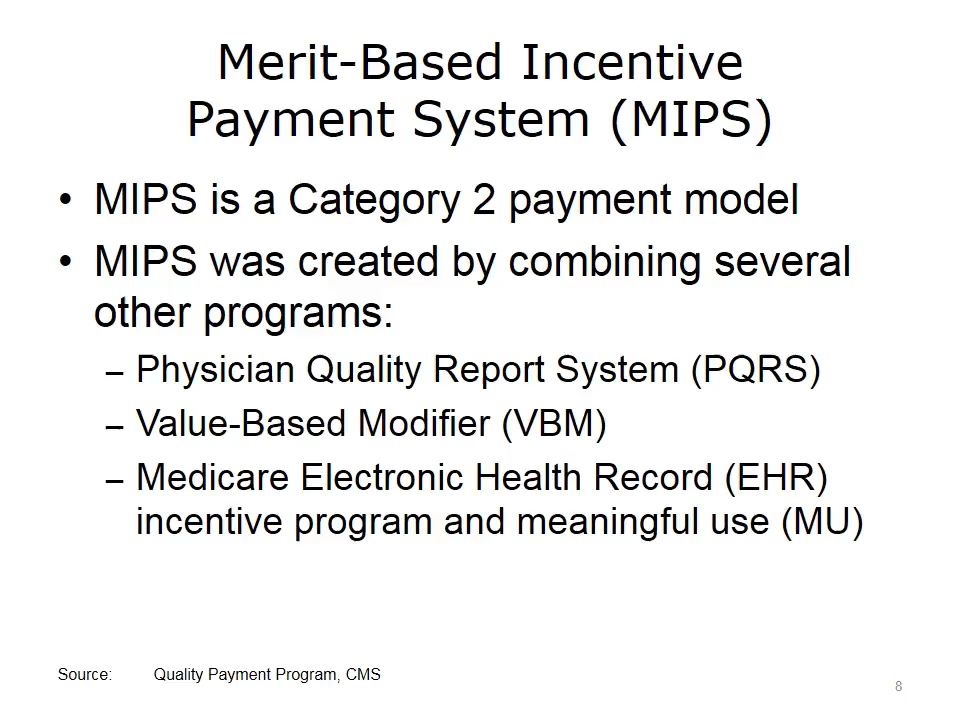 Merit-Based Incentive
Payment System (MIPS)
• MIPS is a Category 2 payment model
• MIPS was created by combining several
other programs:
– Physician Quality Report System (PQRS)
– Value-Based Modifier (VBM)
– Medicare Electronic Health Record (EHR)
incentive program and meaningful use (MU)
Source: Quality Payment Program, CMS
8